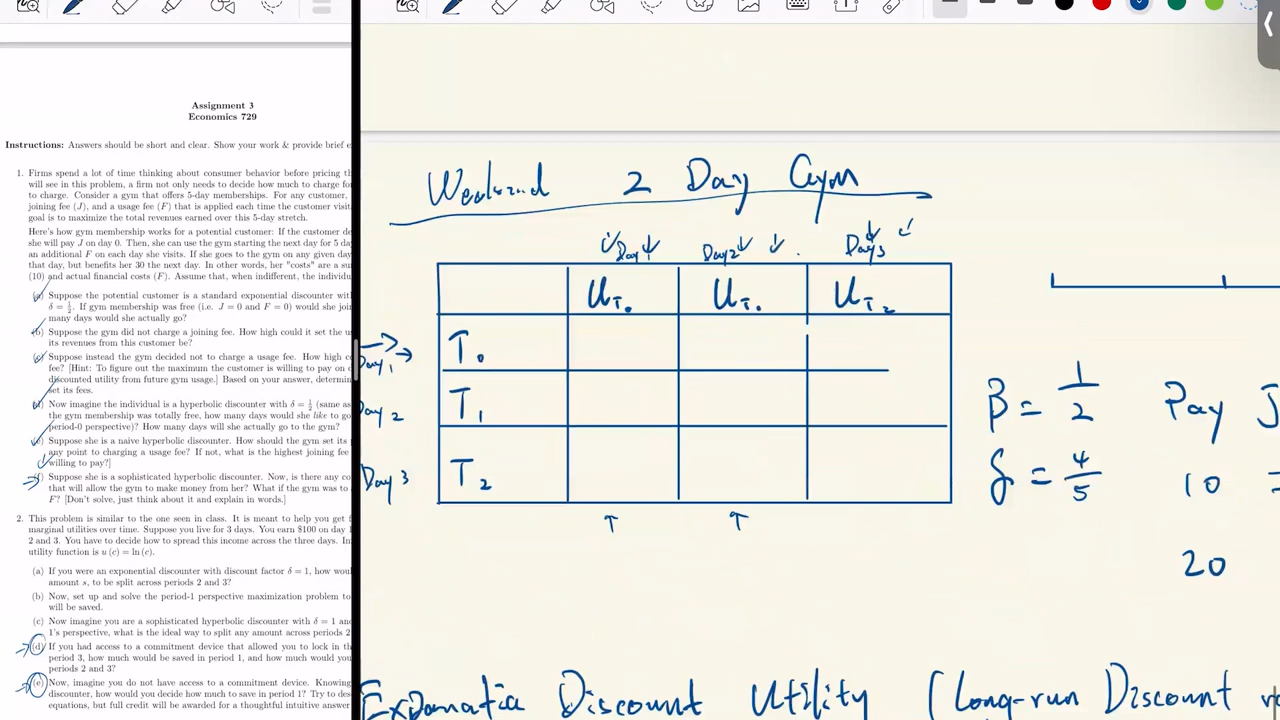 Assignment 3
Economics 729
Instructions: Answers should be short and clear. Show your work & provide brief e
1. Firms spend a lot of time thinking about consumer behavior before pricing th
will see in this problem, a firm not only needs to decide how much to charge for
to charge. Consider a gym that offers 5-day memberships. For any customer,
joining fee (J), and a usage fee (F) that is applied each time the customer visit
goal is to maximize the total revenues earned over this 5-day stretch.
Here's how gym membership works for a potential customer: If the customer de
she will pay J on day 0. Then, she can use the gym starting the next day for 5 da
an additional F on each day she visits. If she goes to the gym on any given day
that day, but benefits her 30 the next day. In other words, her "costs" are a su
(10) and actual financial costs (F). Assume that, when indifferent, the individu
(a) Suppose the potential customer is a standard exponential discounter wit
δ = 1/2. If gym membership was free (i.e. J = 0 and F = 0) would she joi
many days would she actually go?
(b) Suppose the gym did not charge a joining fee. How high could it set the us
its revenues from this customer be?
(c) Suppose instead the gym decided not to charge a usage fee. How high co
fee? [Hint: To figure out the maximum the customer is willing to pay on
discounted utility from future gym usage.] Based on your answer, determin
set its fees.
(d) Now imagine the individual is a hyperbolic discounter with δ = 1/2 (same as
the gym membership was totally free, how many days would she like to go
period-0 perspective)? How many days will she actually go to the gym?
(e) Suppose she is a naive hyperbolic discounter. How should the gym set its
any point to charging a usage fee? If not, what is the highest joining fee
willing to pay?]
(f) Suppose she is a sophisticated hyperbolic discounter. Now, is there any co
that will allow the gym to make money from her? What if the gym was to
F? [Don't solve, just think about it and explain in words.]
2. This problem is similar to the one seen in class. It is meant to help you get f
marginal utilities over time. Suppose you live for 3 days. You earn $100 on day
2 and 3. You have to decide how to spread this income across the three days. In
utility function is u (c) = ln (c).
(a) If you were an exponential discounter with discount factor δ = 1, how wou
amount s, to be split across periods 2 and 3?
(b) Now, set up and solve the period-1 perspective maximization problem to
will be saved.
(c) Now imagine you are a sophisticated hyperbolic discounter with δ = 1 and
1's perspective, what is the ideal way to split any amount across periods 2
(d) If you had access to a commitment device that allowed you to lock in th
period 3, how much would be saved in period 1, and how much would you
periods 2 and 3?
(e) Now, imagine you do not have access to a commitment device. Knowing
discounter, how would you decide how much to save in period 1? Try to des
equations, but full credit will be awarded for a thoughtful intuitive answer
Weekend 2 Day Gym
Day 1 Day2 Day3
UT0 UT1 UT2
Day 1 T0
Day 2 T1
Day 3 T2
β = 1/2 Pay J
δ = 4/5 10 =
20
Exponatia Discount Utility (Long-run Discount